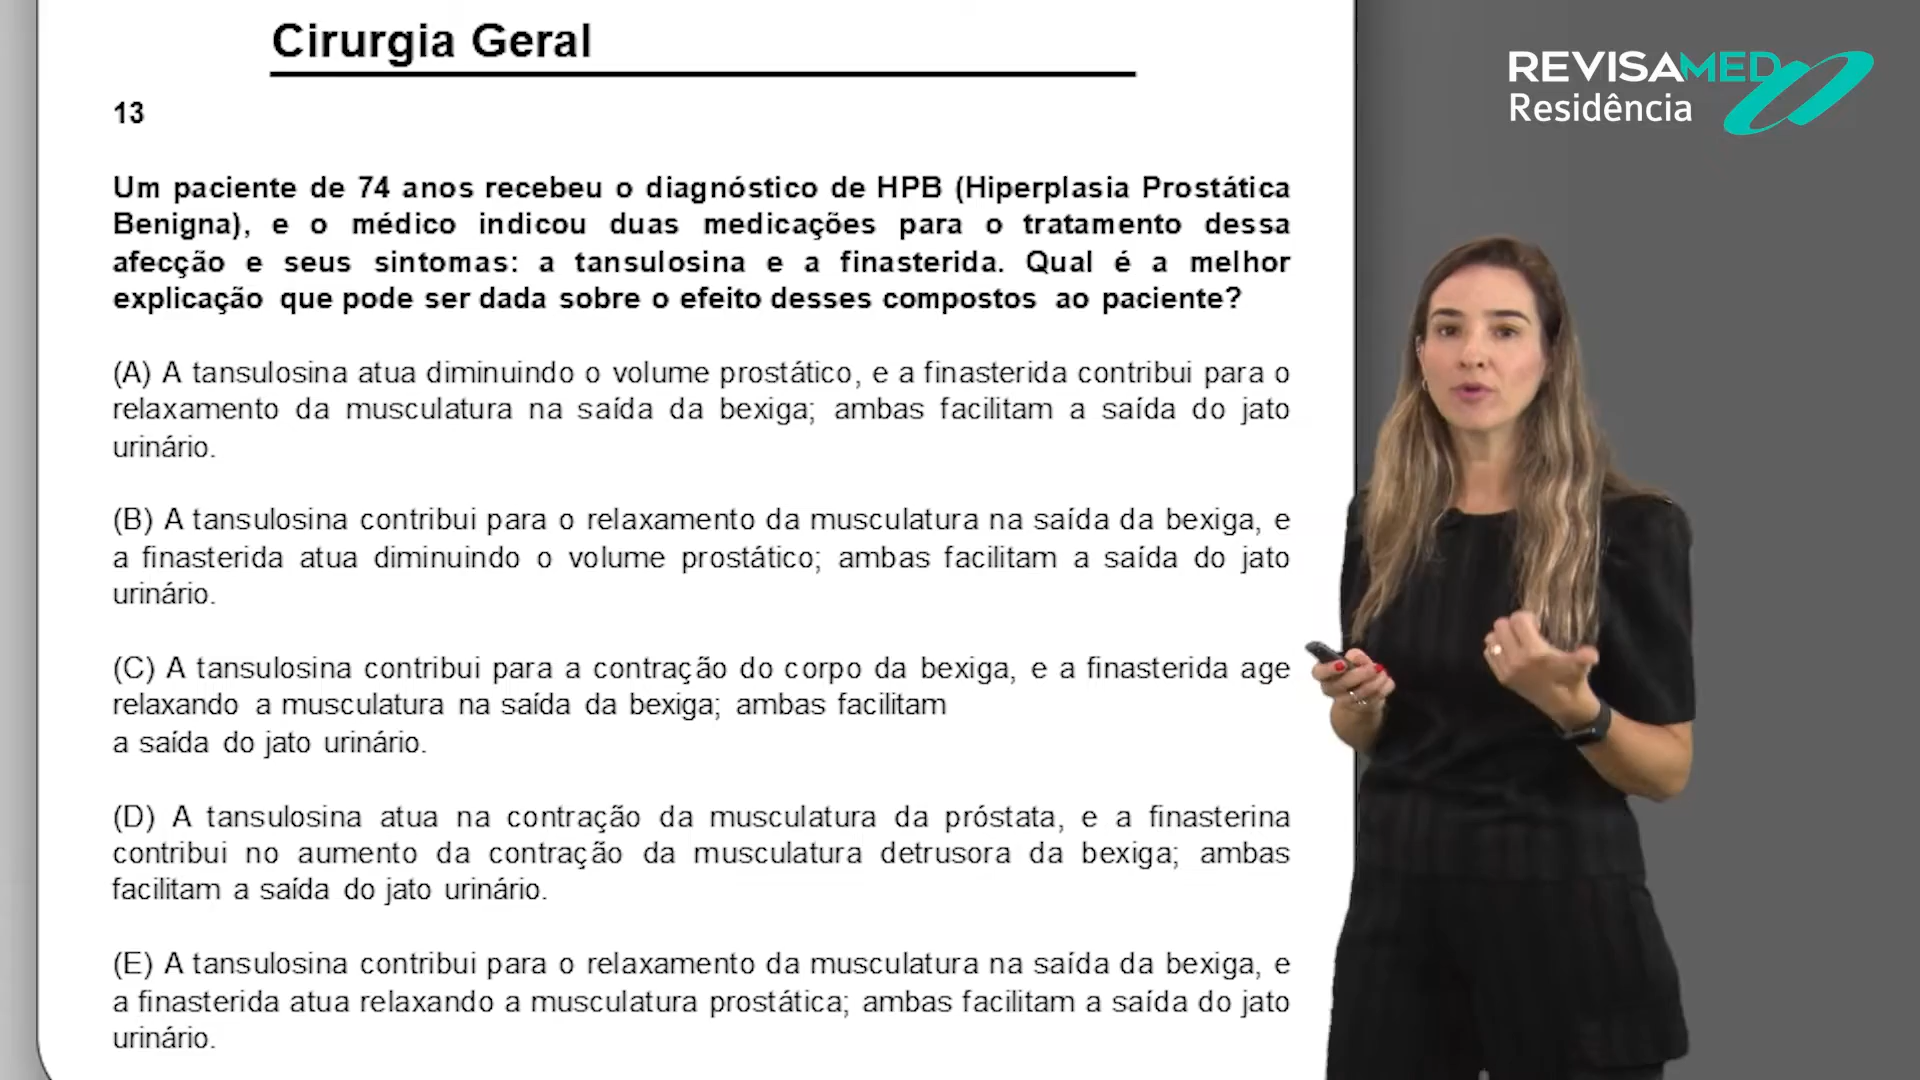 Cirurgia Geral
REVISAMED
Residência
13
Um paciente de 74 anos recebeu o diagnóstico de HPB (Hiperplasia Prostática
Benigna), e o médico indicou duas medicações para o tratamento dessa
afecção e seus sintomas: a tansulosina e a finasterida. Qual é a melhor
explicação que pode ser dada sobre o efeito desses compostos ao paciente?
(A) A tansulosina atua diminuindo o volume prostático, e a finasterida contribui para o
relaxamento da musculatura na saída da bexiga; ambas facilitam a saída do jato
urinário.
(B) A tansulosina contribui para o relaxamento da musculatura na saída da bexiga, e
a finasterida atua diminuindo o volume prostático; ambas facilitam a saída do jato
urinário.
(C) A tansulosina contribui para a contração do corpo da bexiga, e a finasterida age
relaxando a musculatura na saída da bexiga; ambas facilitam
a saída do jato urinário.
(D) A tansulosina atua na contração da musculatura da próstata, e a finasterina
contribui no aumento da contração da musculatura detrusora da bexiga; ambas
facilitam a saída do jato urinário.
(E) A tansulosina contribui para o relaxamento da musculatura na saída da bexiga, e
a finasterida atua relaxando a musculatura prostática; ambas facilitam a saída do jato
urinário.